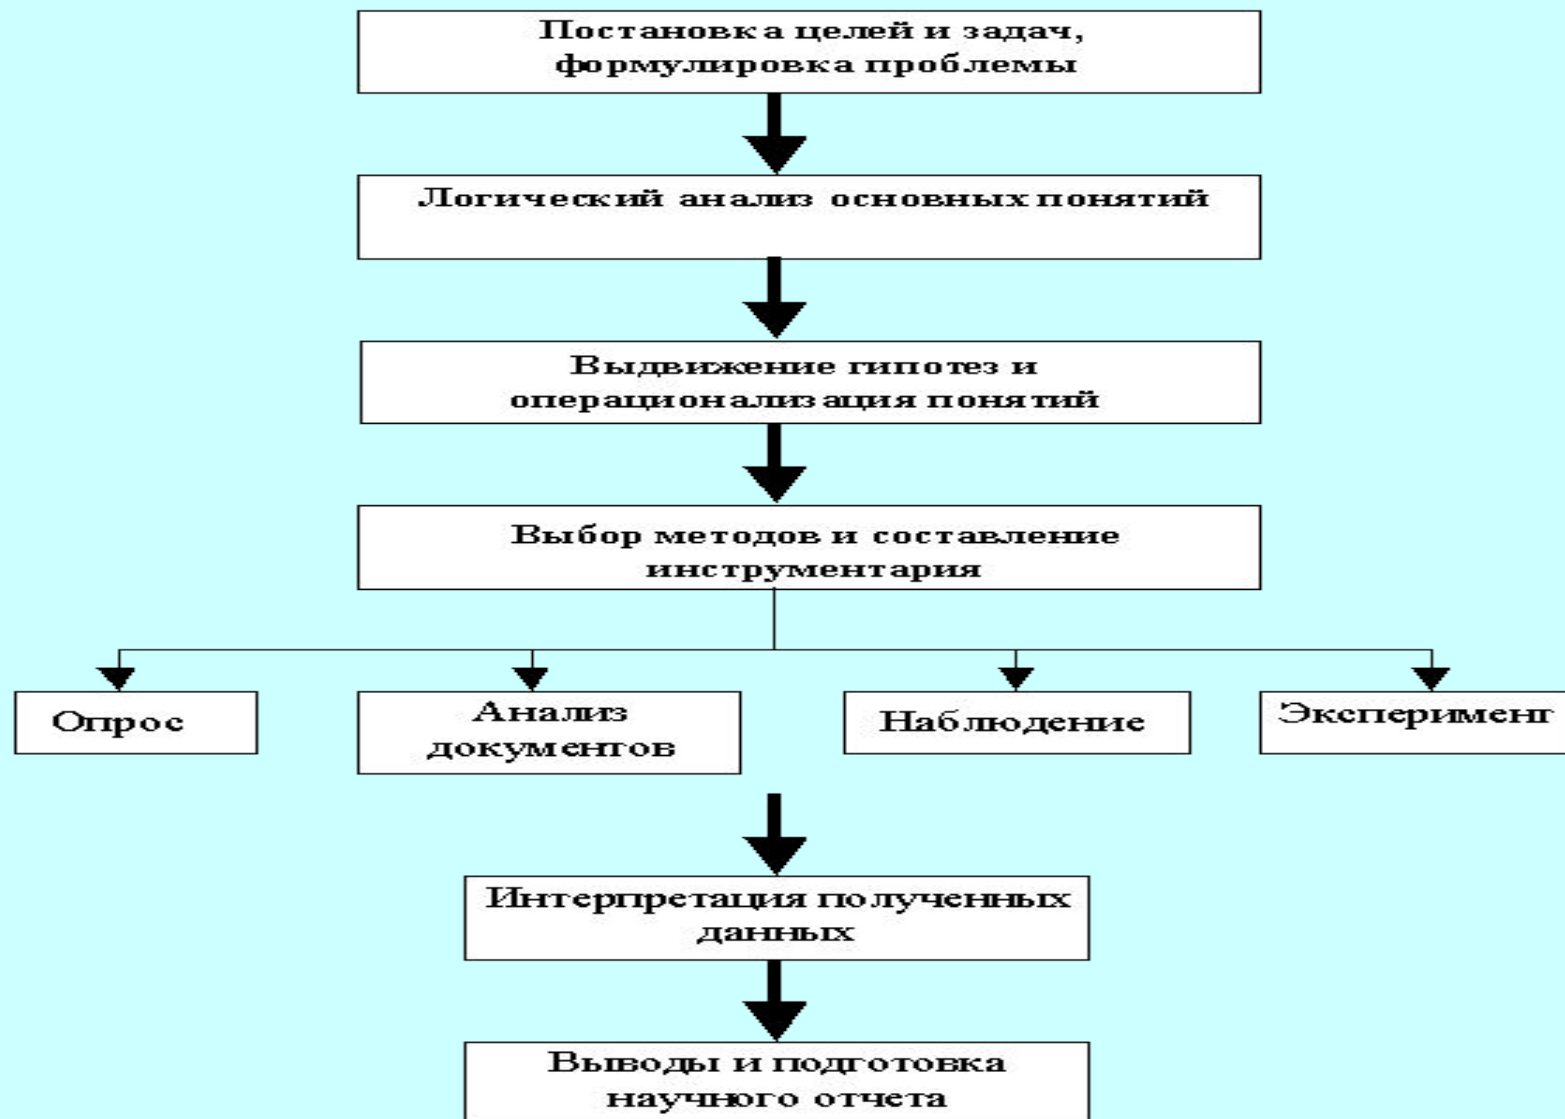 Постановка целей и задач,
формулировка проблемы
Логический анализ основных понятий
Выдвижение гипотез и
операционализация понятий
Выбор методов и составление
инструментария
Опрос
Анализ
документов
Наблюдение
Эксперимент
Интерпретация полученных
данных
Выводы и подготовка
научного отчета